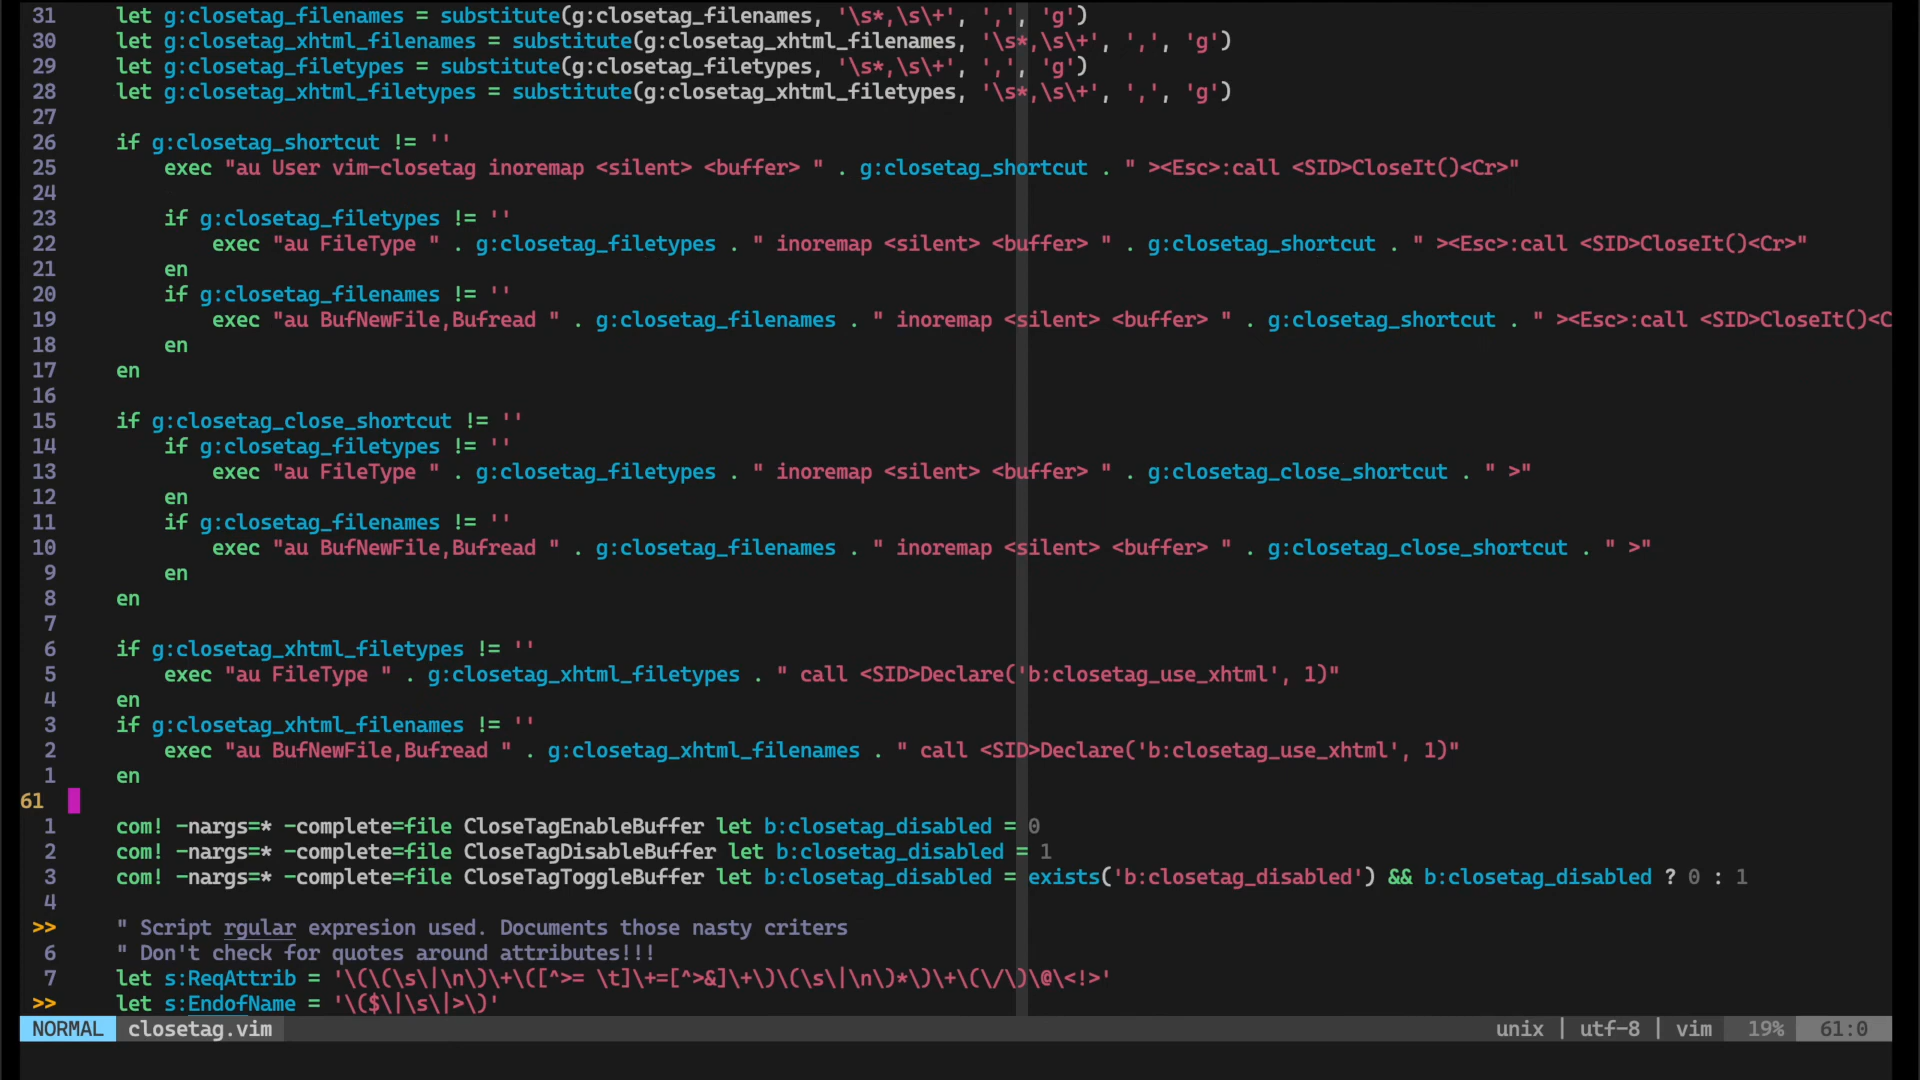 31     let g:closetag_filenames = substitute(g:closetag_filenames, '\s*,\s\+', ',', 'g')
30     let g:closetag_xhtml_filenames = substitute(g:closetag_xhtml_filenames, '\s*,\s\+', ',', 'g')
29     let g:closetag_filetypes = substitute(g:closetag_filetypes, '\s*,\s\+', ',', 'g')
28     let g:closetag_xhtml_filetypes = substitute(g:closetag_xhtml_filetypes, '\s*,\s\+', ',', 'g')
27
26     if g:closetag_shortcut != ''
25         exec "au User vim-closetag inoremap <silent> <buffer> " . g:closetag_shortcut . " ><Esc>:call <SID>CloseIt()<Cr>"
24
23         if g:closetag_filetypes != ''
22             exec "au FileType " . g:closetag_filetypes . " inoremap <silent> <buffer> " . g:closetag_shortcut . " ><Esc>:call <SID>CloseIt()<Cr>"
21         en
20         if g:closetag_filenames != ''
19             exec "au BufNewFile,Bufread " . g:closetag_filenames . " inoremap <silent> <buffer> " . g:closetag_shortcut . " ><Esc>:call <SID>CloseIt()<C
18         en
17     en
16
15     if g:closetag_close_shortcut != ''
14         if g:closetag_filetypes != ''
13             exec "au FileType " . g:closetag_filetypes . " inoremap <silent> <buffer> " . g:closetag_close_shortcut . " >"
12         en
11         if g:closetag_filenames != ''
10             exec "au BufNewFile,Bufread " . g:closetag_filenames . " inoremap <silent> <buffer> " . g:closetag_close_shortcut . " >"
9         en
8     en
7
6     if g:closetag_xhtml_filetypes != ''
5         exec "au FileType " . g:closetag_xhtml_filetypes . " call <SID>Declare('b:closetag_use_xhtml', 1)"
4     en
3     if g:closetag_xhtml_filenames != ''
2         exec "au BufNewFile,Bufread " . g:closetag_xhtml_filenames . " call <SID>Declare('b:closetag_use_xhtml', 1)"
1     en
61
1     com! -nargs=* -complete=file CloseTagEnableBuffer let b:closetag_disabled = 0
2     com! -nargs=* -complete=file CloseTagDisableBuffer let b:closetag_disabled = 1
3     com! -nargs=* -complete=file CloseTagToggleBuffer let b:closetag_disabled = exists('b:closetag_disabled') && b:closetag_disabled ? 0 : 1
4
>>     " Script rgular expresion used. Documents those nasty criters
6     " Don't check for quotes around attributes!!!
7     let s:ReqAttrib = '\(\(\s\|\n\)\+\([^>= \t]\+=[^>&]\+\)\(\s\|\n\)*\)\+\(\/\)\@\<!>'
>>     let s:EndofName = '\($\|\s\|>\)'
NORMAL closetag.vim unix | utf-8 | vim 19% 61:0